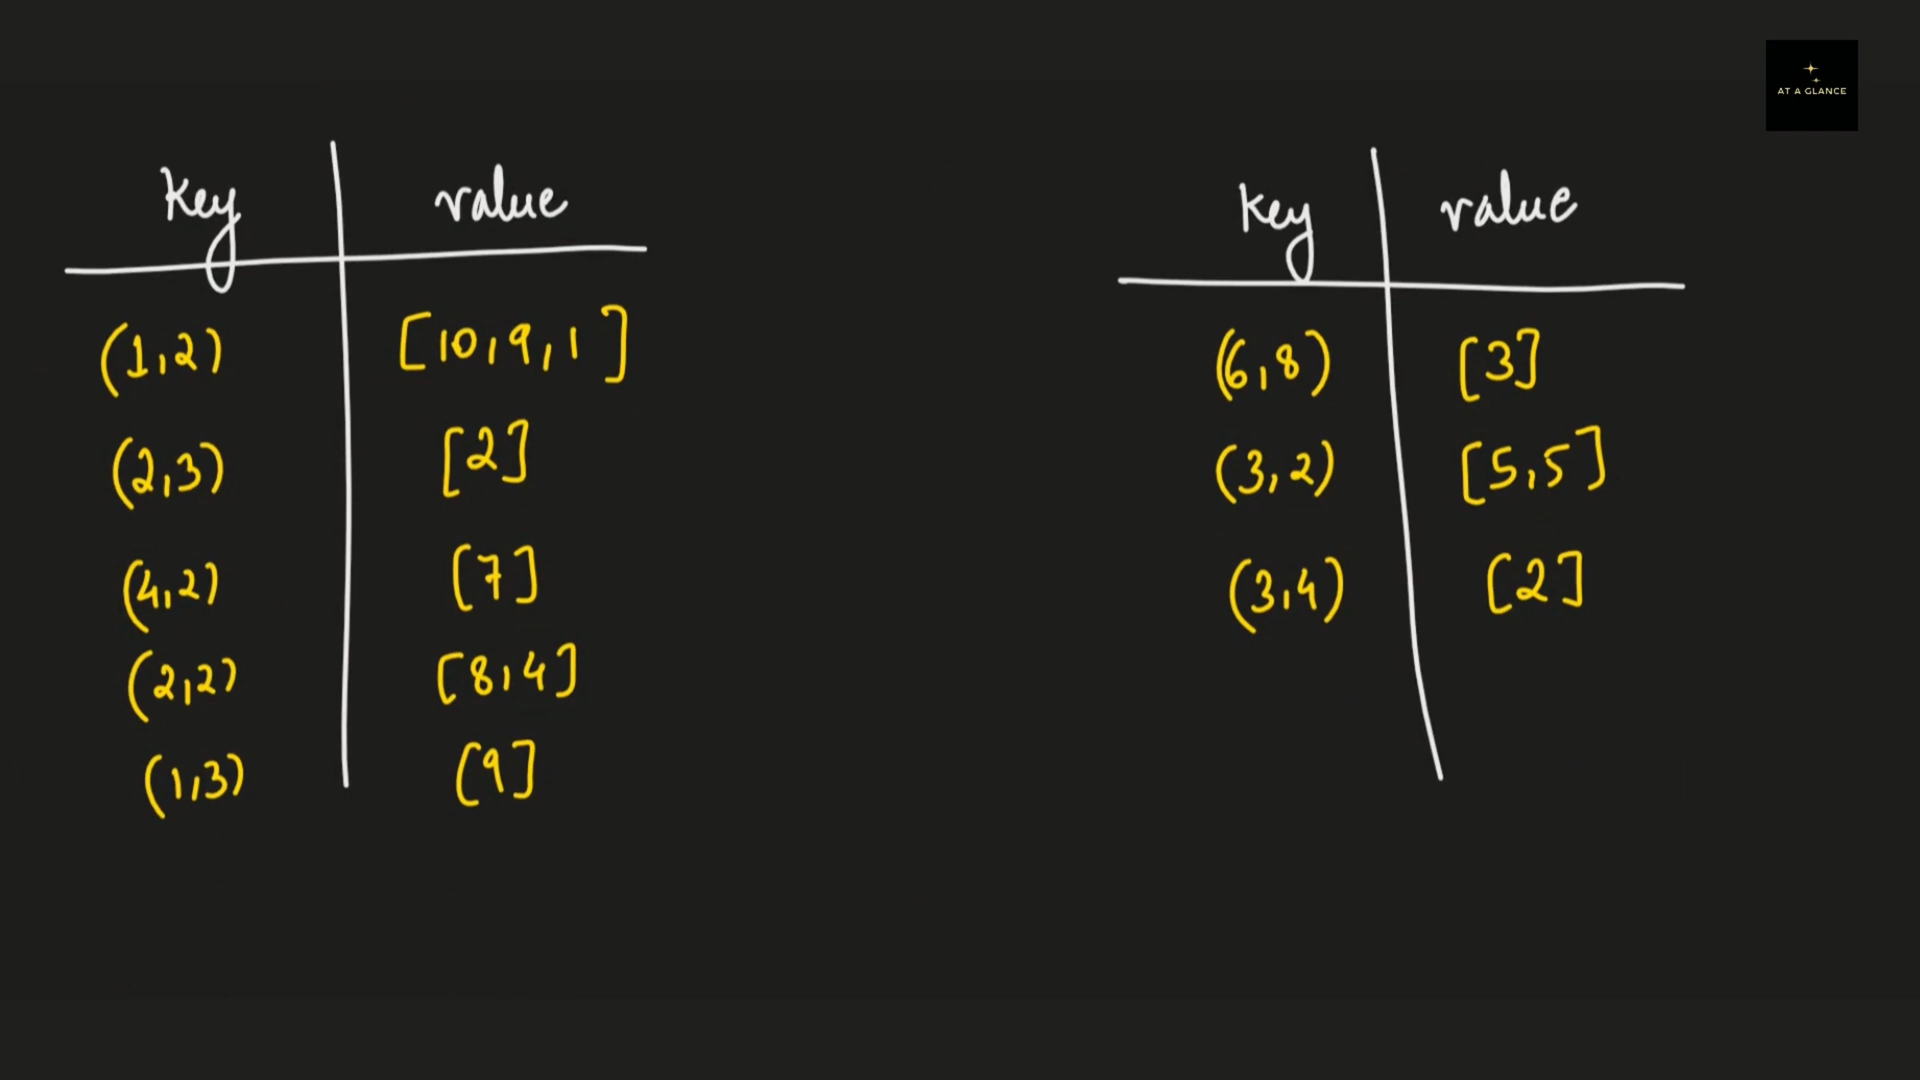 AT A GLANCE
key value
(1,2) [10,9,1]
(2,3) [2]
(4,2) [7]
(2,2) [8,4]
(1,3) [9]
key value
(6,8) [3]
(3,2) [5,5]
(3,4) [2]